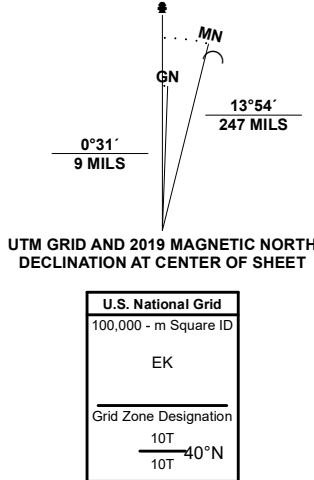 MN
GN
13°54´
247 MILS
0°31´
9 MILS
UTM GRID AND 2019 MAGNETIC NORTH
DECLINATION AT CENTER OF SHEET
U.S. National Grid
100,000 - m Square ID
EK
Grid Zone Designation
10T
40°N
10T